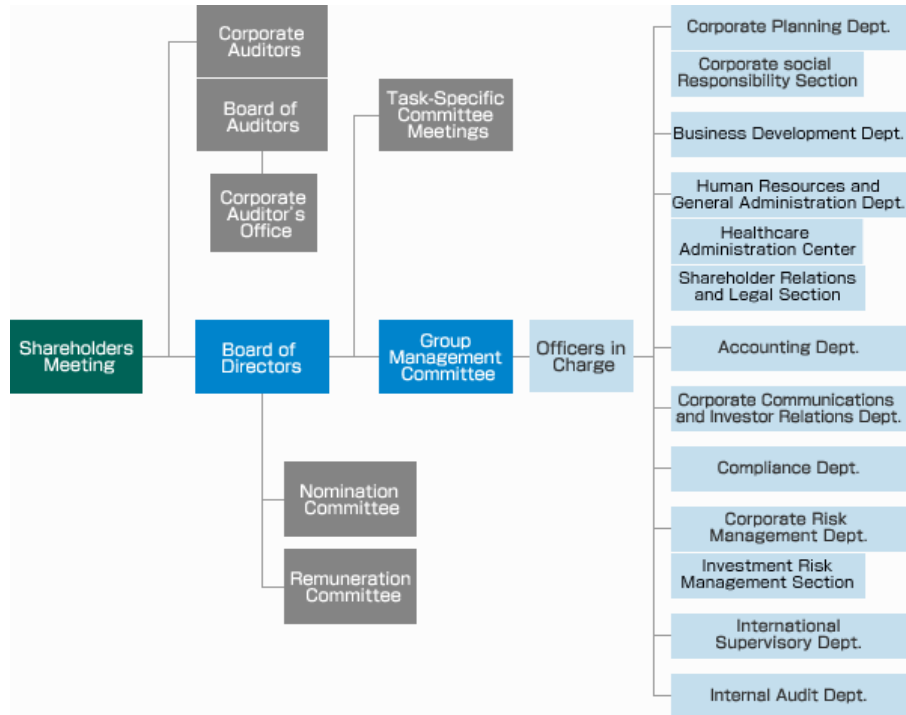 Corporate
Auditors
Board of
Auditors
Corporate
Auditor's
Office
Task-Specific
Committee
Meetings
Shareholders
Meeting
Board of
Directors
Group
Management
Committee
Officers in
Charge
Nomination
Committee
Remuneration
Committee
Corporate Planning Dept.
Corporate social
Responsibility Section
Business Development Dept.
Human Resources and
General Administration Dept.
Healthcare
Administration Center
Shareholder Relations
and Legal Section
Accounting Dept.
Corporate Communications
and Investor Relations Dept.
Compliance Dept.
Corporate Risk
Management Dept.
Investment Risk
Management Section
International
Supervisory Dept.
Internal Audit Dept.